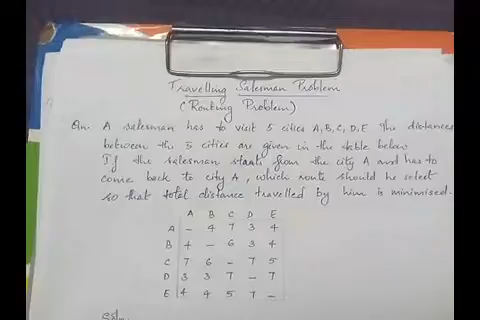 Travelling Salesman Problem
(Routing Problem)
Qn. A salesman has to visit 5 cities A, B, C, D, E The distances
between the 5 cities are given in the table below
If the salesman starts from the city A and has to
come back to city A, which route should he select
so that total distance travelled by him is minimised.
A B C D E
A - 4 7 3 4
B 4 - 6 3 4
C 7 6 - 7 5
D 3 3 7 - 7
E 4 4 5 7 -